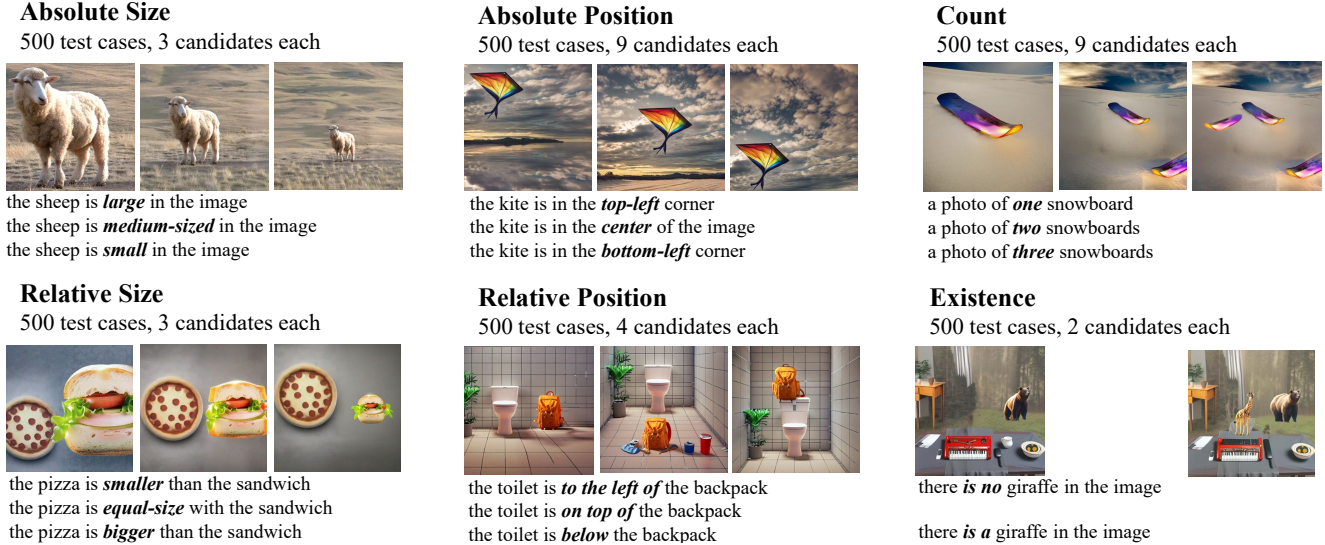 Absolute Size
500 test cases, 3 candidates each
the sheep is large in the image
the sheep is medium-sized in the image
the sheep is small in the image
Absolute Position
500 test cases, 9 candidates each
the kite is in the top-left corner
the kite is in the center of the image
the kite is in the bottom-left corner
Count
500 test cases, 9 candidates each
a photo of one snowboard
a photo of two snowboards
a photo of three snowboards
Relative Size
500 test cases, 3 candidates each
the pizza is smaller than the sandwich
the pizza is equal-size with the sandwich
the pizza is bigger than the sandwich
Relative Position
500 test cases, 4 candidates each
the toilet is to the left of the backpack
the toilet is on top of the backpack
the toilet is below the backpack
Existence
500 test cases, 2 candidates each
there is no giraffe in the image
there is a giraffe in the image